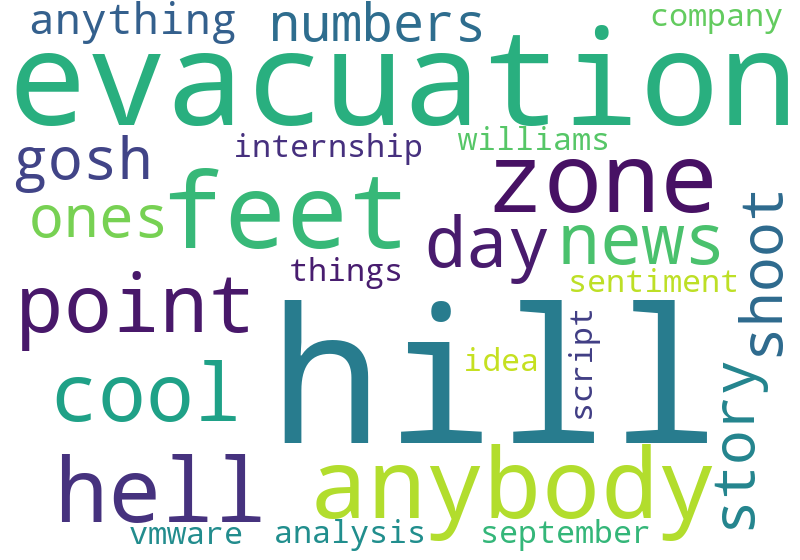 anything numbers company
evacuation
gosh internship williams
ones feet zone
day news
things sentiment
point hill shoot
cool idea script
story
hell anybody
vmware analysis september